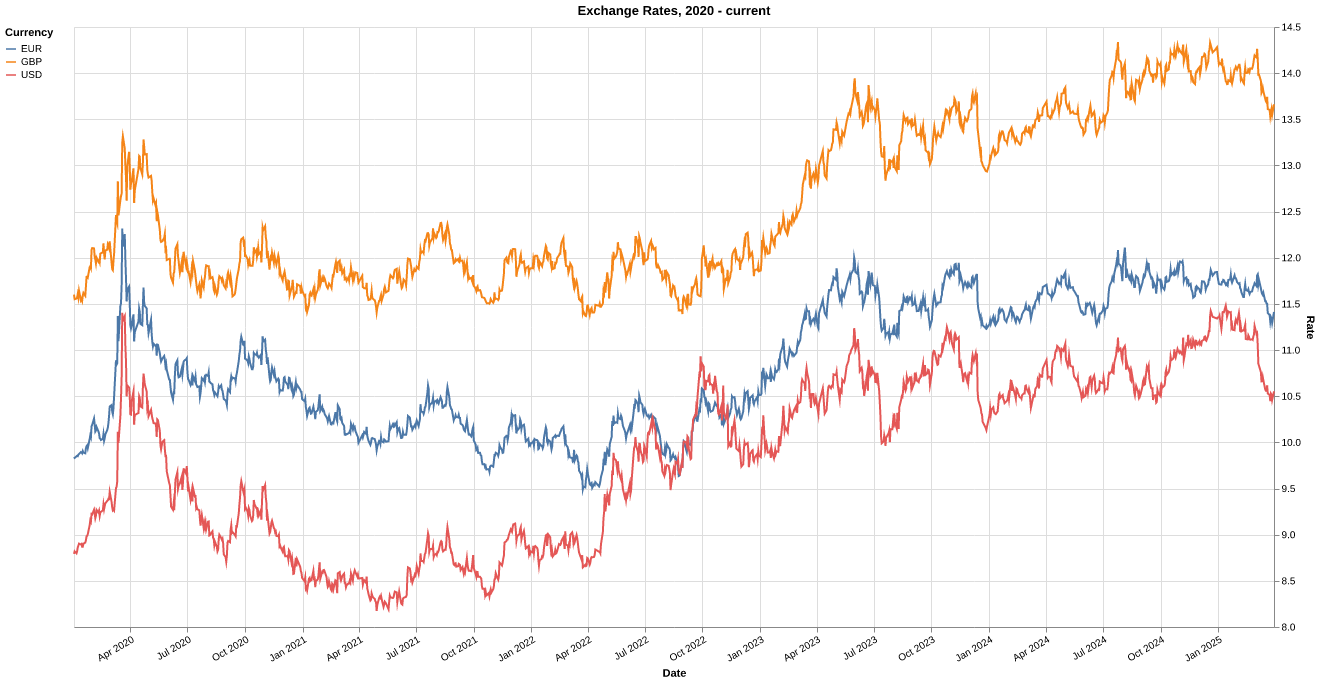 Exchange Rates, 2020 - current
Currency
EUR
GBP
USD
14.5
14.0
13.5
13.0
12.5
12.0
11.5
11.0
10.5
10.0
9.5
9.0
8.5
8.0
Rate
Apr 2020
Jul 2020
Oct 2020
Jan 2021
Apr 2021
Jul 2021
Oct 2021
Jan 2022
Apr 2022
Jul 2022
Oct 2022
Jan 2023
Apr 2023
Jul 2023
Oct 2023
Jan 2024
Apr 2024
Jul 2024
Oct 2024
Jan 2025
Date